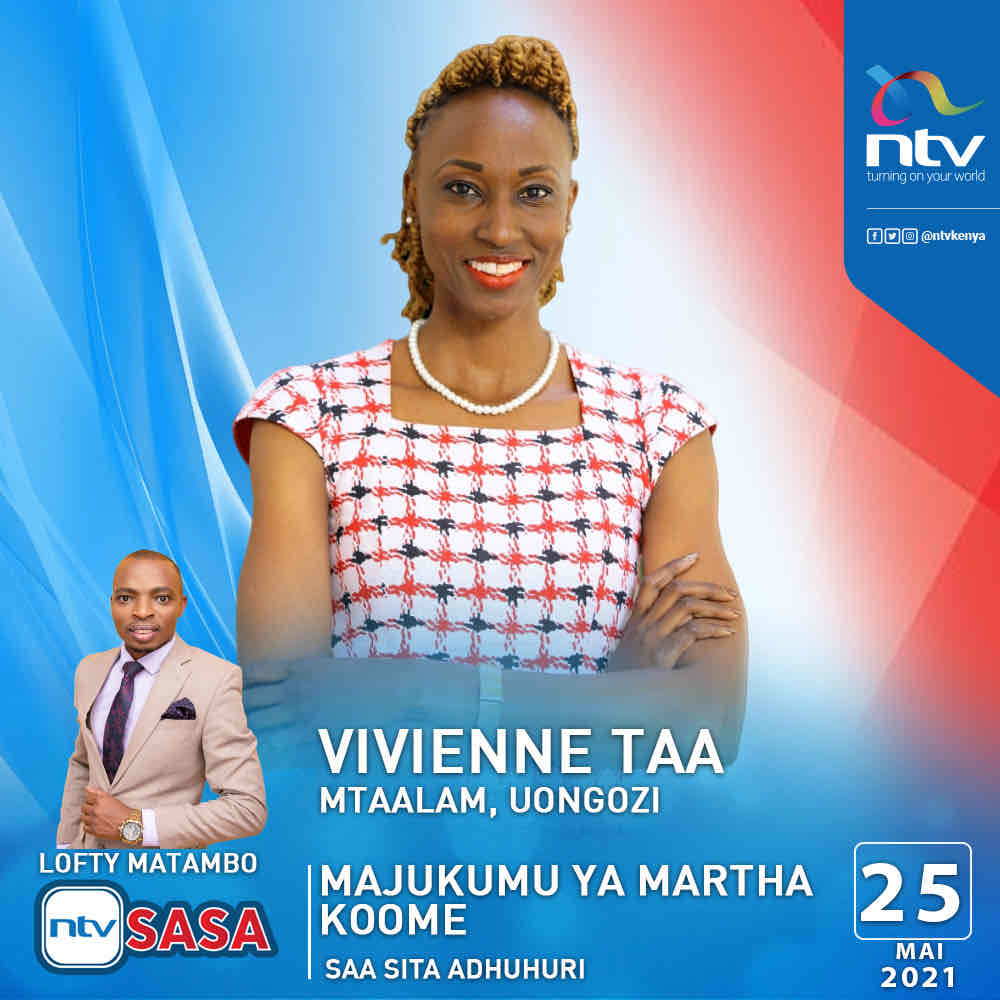 ntv
turning on your world
@ntvkenya
VIVIENNE TAA
MTAALAM, UONGOZI
LOFTY MATAMBO
ntv SASA
MAJUKUMU YA MARTHA
KOOME
SAA SITA ADHUHURI
25
MAI
2021